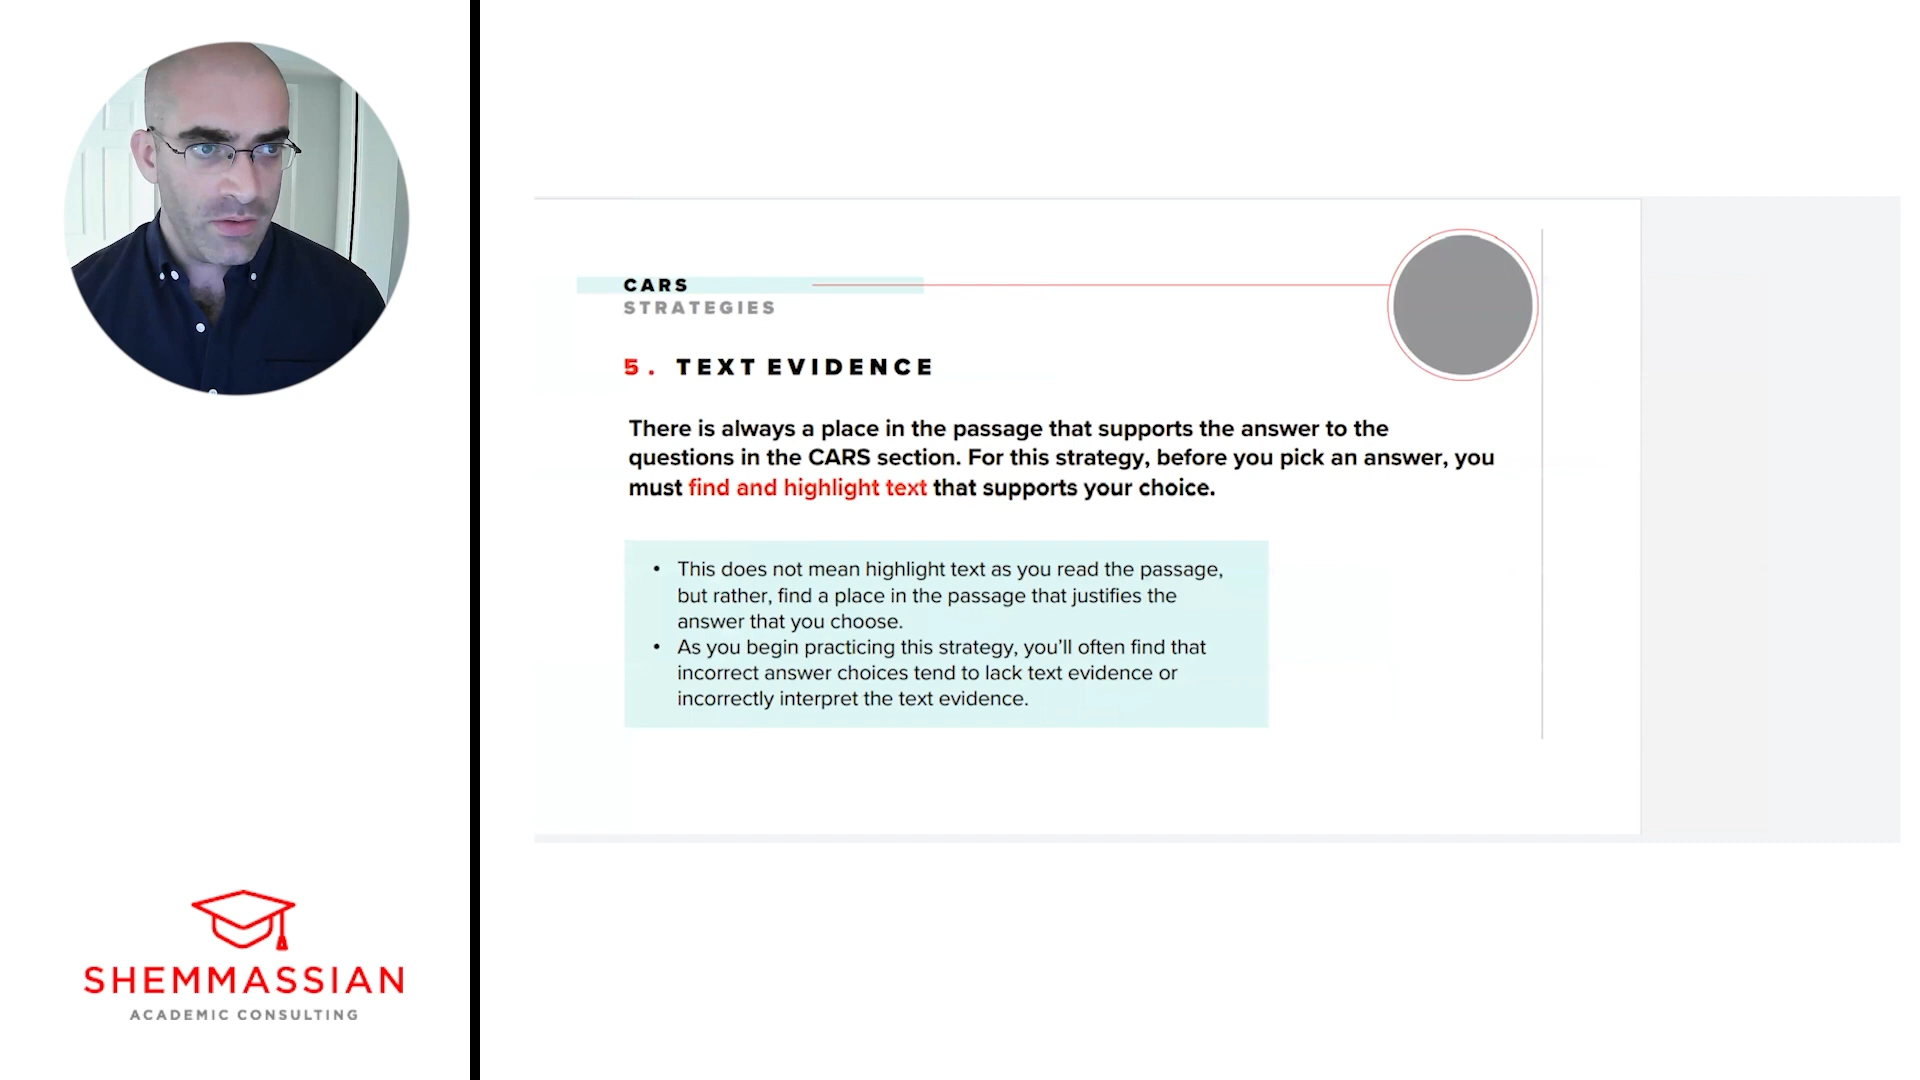 CARS
STRATEGIES
5. TEXT EVIDENCE
There is always a place in the passage that supports the answer to the
questions in the CARS section. For this strategy, before you pick an answer, you
must find and highlight text that supports your choice.
• This does not mean highlight text as you read the passage,
but rather, find a place in the passage that justifies the
answer that you choose.
• As you begin practicing this strategy, you'll often find that
incorrect answer choices tend to lack text evidence or
incorrectly interpret the text evidence.
SHEMMASSIAN
ACADEMIC CONSULTING